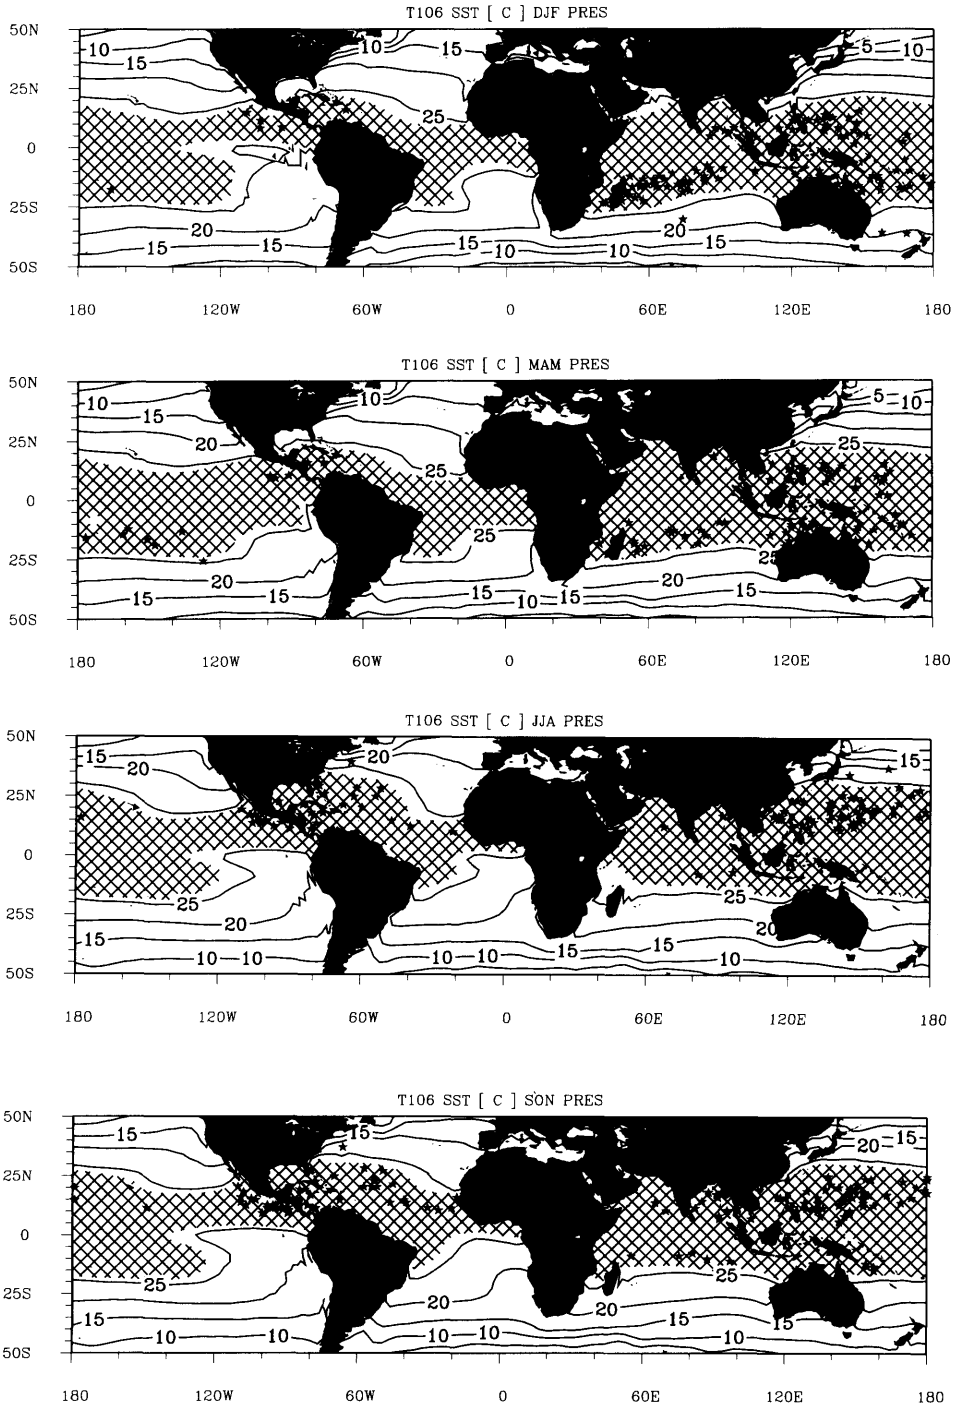 T106 SST [ C ] DJF PRES
50N
10 15 10 15 5 10
25N
25
0
25S
20 20
15 15 15 10 10 15
50S
180 120W 60W 0 60E 120E 180
T106 SST [ C ] MAM PRES
50N
10 15 10 5 10
20 25
25N
25
0
25
25S
25
20 20
15 15 15 10 15 15
50S
180 120W 60W 0 60E 120E 180
T106 SST [ C ] JJA PRES
50N
15 20 20 15
25N
0
25 25
25S
20 20
15 15 15
10 10 10 10 10
50S
180 120W 60W 0 60E 120E 180
T106 SST [ C ] SON PRES
50N
15 15 20 15
25N
0
25 25
25S
20 20
15 15
10 10 10 10 10
50S
180 120W 60W 0 60E 120E 180